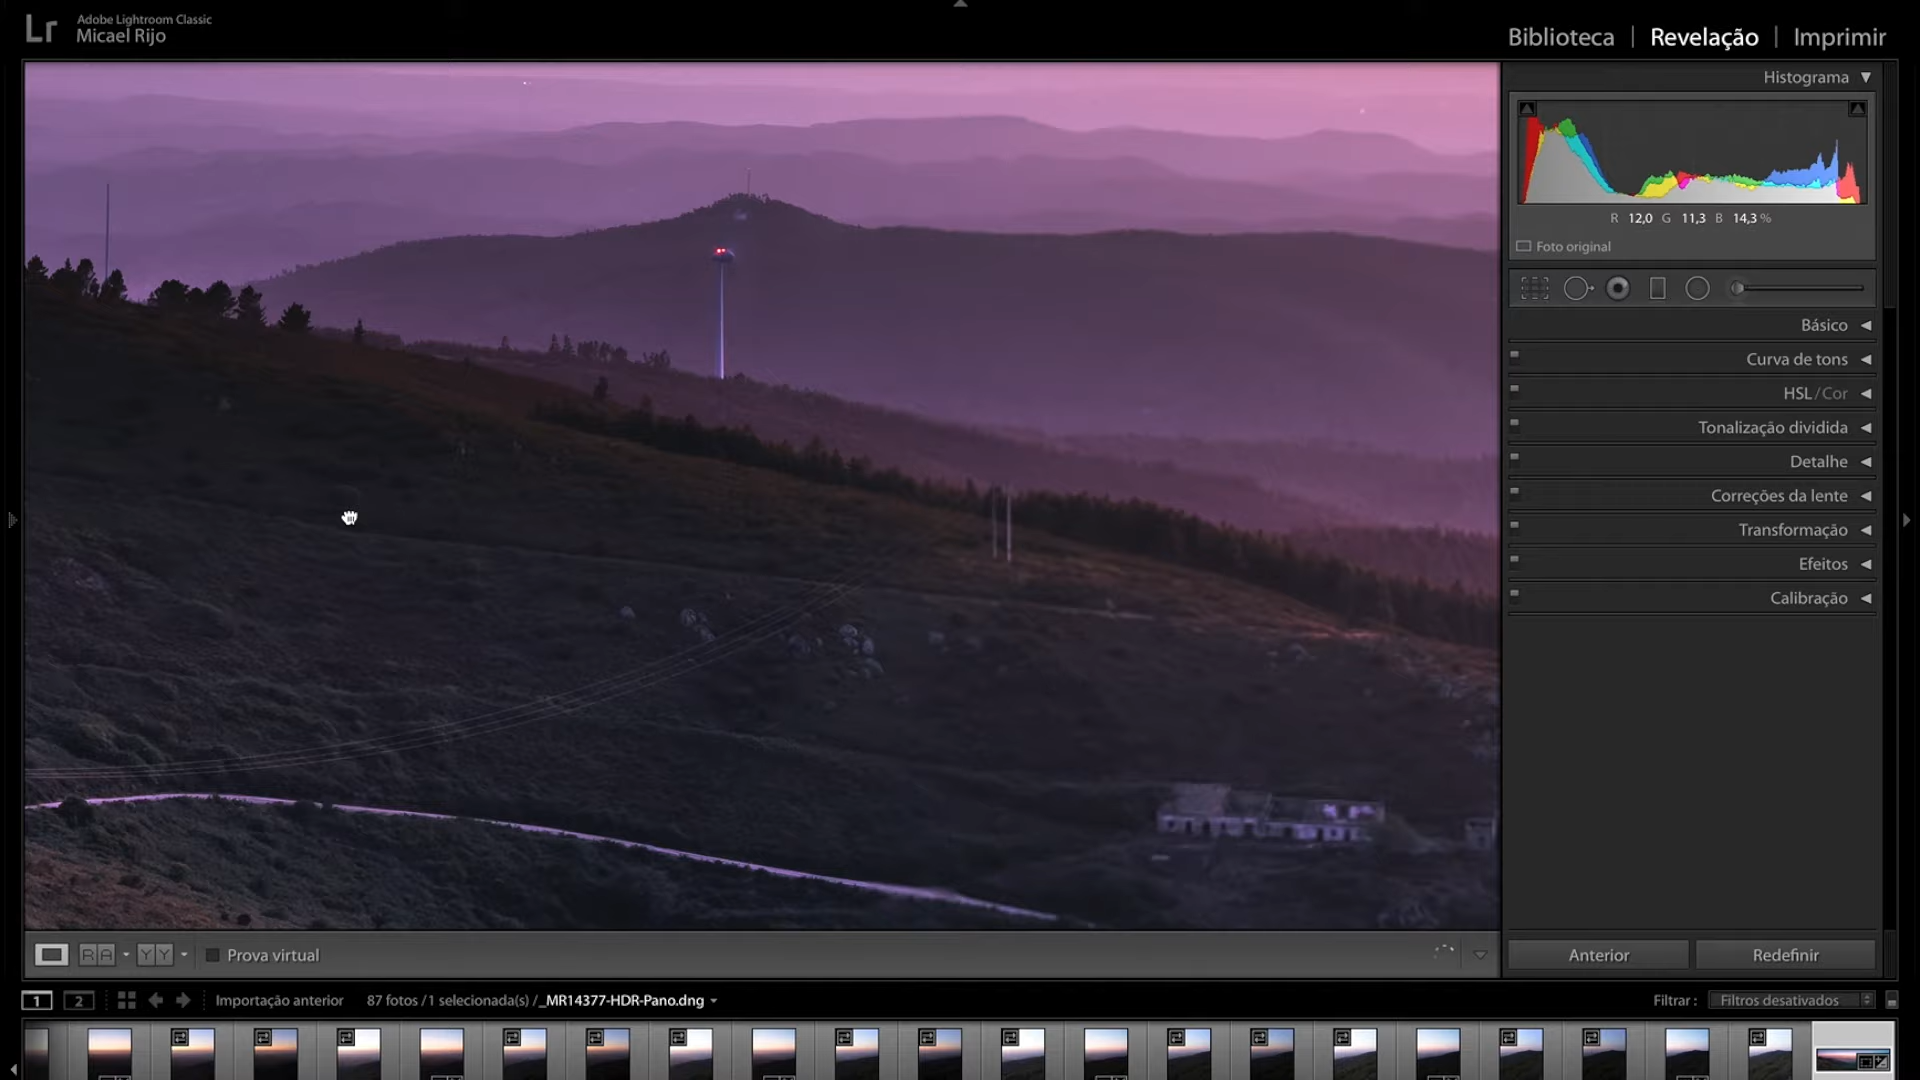 Lr
Adobe Lightroom Classic
Micael Rijo
Biblioteca | Revelação | Imprimir
Histograma
R 12,0 G 11,3 B 14,3 %
Foto original
Básico
Curva de tons
HSL / Cor
Tonalização dividida
Detalhe
Correções da lente
Transformação
Efeitos
Calibração
R A Y Y Prova virtual
Anterior Redefinir
1 2 Importação anterior 87 fotos / 1 selecionada(s) / _MR14377-HDR-Pano.dng
Filtrar : Filtros desativados